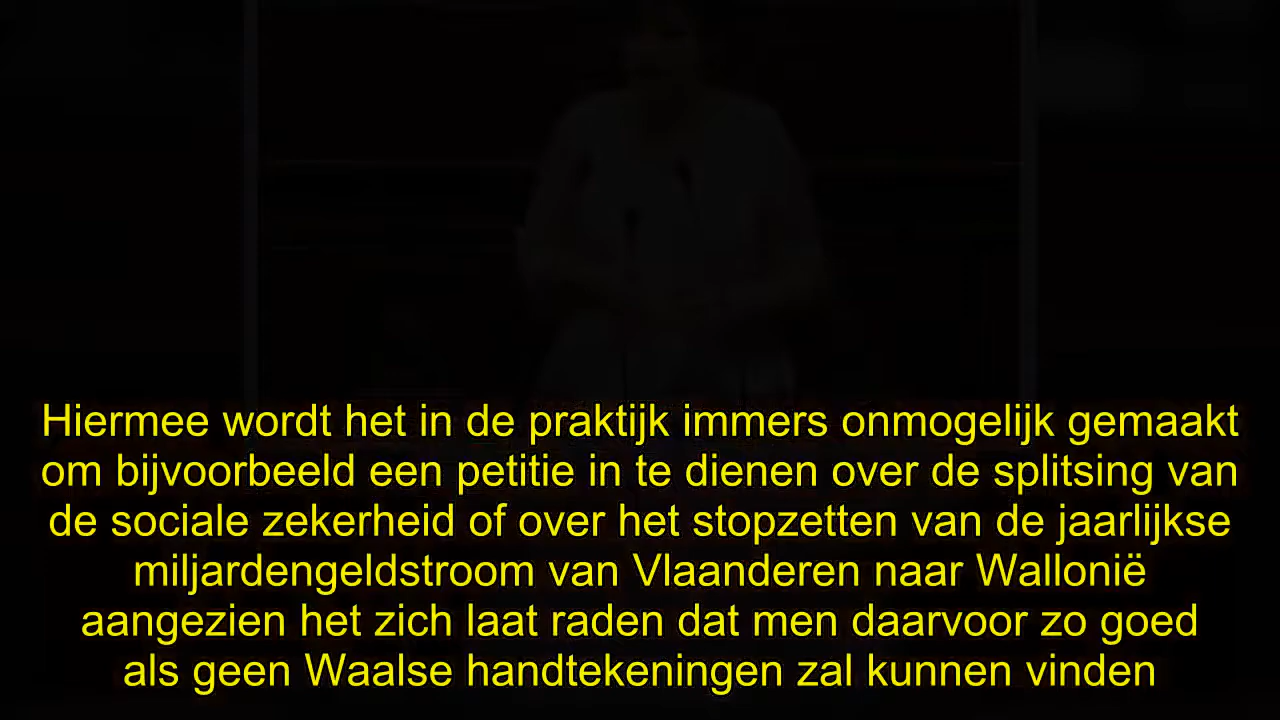 Hiermee wordt het in de praktijk immers onmogelijk gemaakt
om bijvoorbeeld een petitie in te dienen over de splitsing van
de sociale zekerheid of over het stopzetten van de jaarlijkse
miljardengeldstroom van Vlaanderen naar Wallonië
aangezien het zich laat raden dat men daarvoor zo goed
als geen Waalse handtekeningen zal kunnen vinden